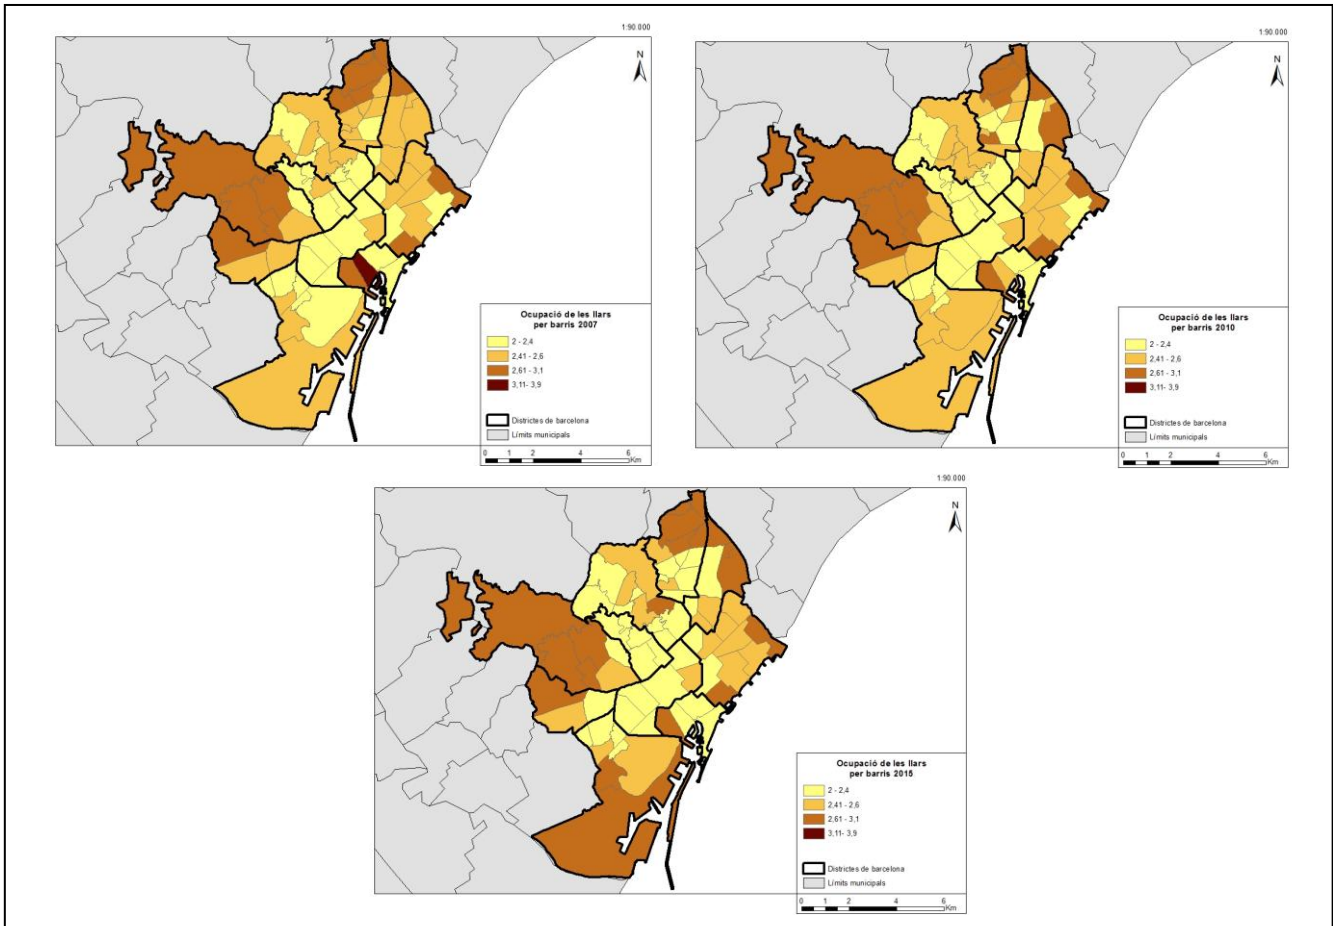 1:90.000
N
Ocupació de les llars
per barris 2007
2 - 2,4
2,41 - 2,6
2,61 - 3,1
3,11- 3,9
Districtes de barcelona
Límits municipals
0 1 2 4 6
Km
1:90.000
N
Ocupació de les llars
per barris 2010
2 - 2,4
2,41 - 2,6
2,61 - 3,1
3,11- 3,9
Districtes de barcelona
Límits municipals
0 1 2 4 6
Km
1:90.000
N
Ocupació de les llars
per barris 2015
2 - 2,4
2,41 - 2,6
2,61 - 3,1
3,11- 3,9
Districtes de barcelona
Límits municipals
0 1 2 4 6
Km